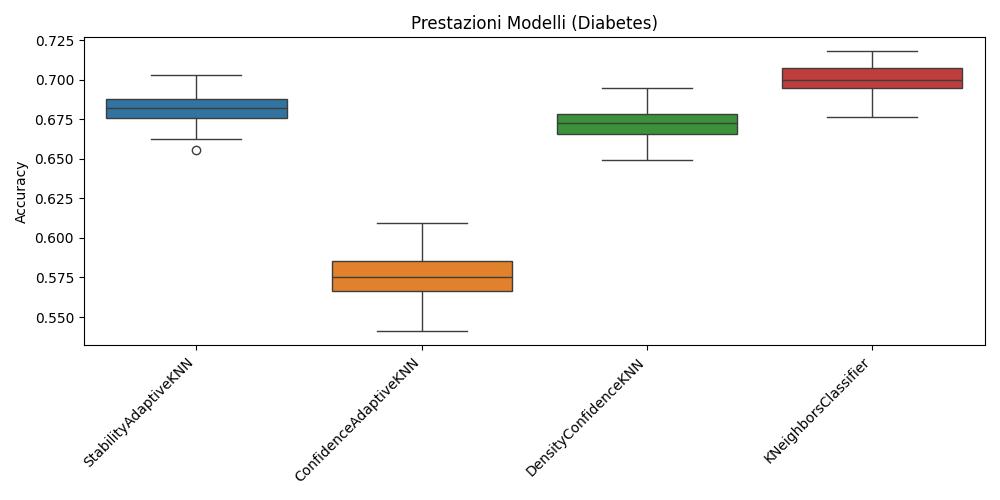 Prestazioni Modelli (Diabetes)
Accuracy
0.725
0.700
0.675
0.650
0.625
0.600
0.575
0.550
StabilityAdaptiveKNN
ConfidenceAdaptiveKNN
DensityConfidenceKNN
KNeighborsClassifier